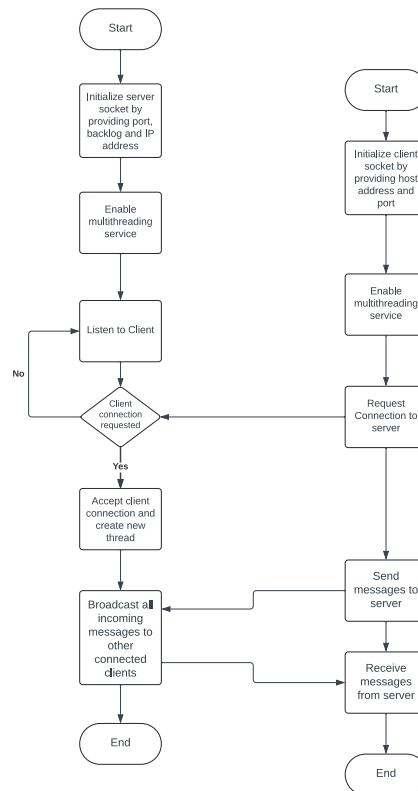 Start
Initialize server
socket by
providing port,
backlog and IP
address
Enable
multithreading
service
Listen to Client
No
Client
connection
requested
Yes
Accept client
connection and
create new
thread
Broadcast all
incoming
messages to
other
connected
clients
End
Start
Initialize client
socket by
providing host
address and
port
Enable
multithreading
service
Request
Connection to
server
Send
messages to
server
Receive
messages
from server
End